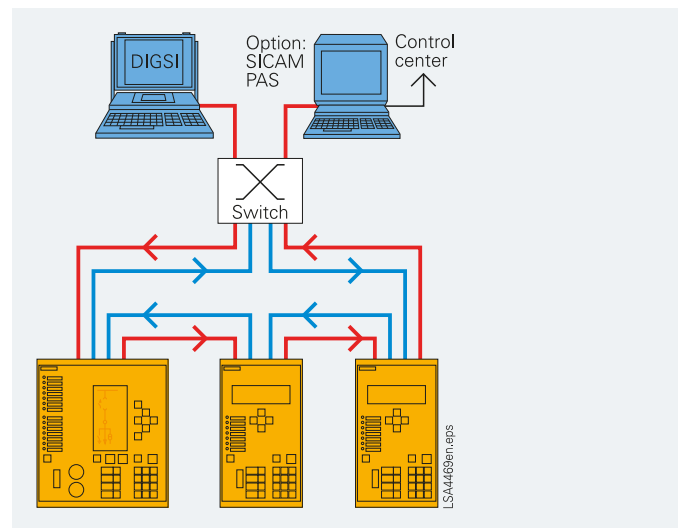 DIGSI
Option:
SICAM
PAS
Control
center
Switch
LSA4469en.eps